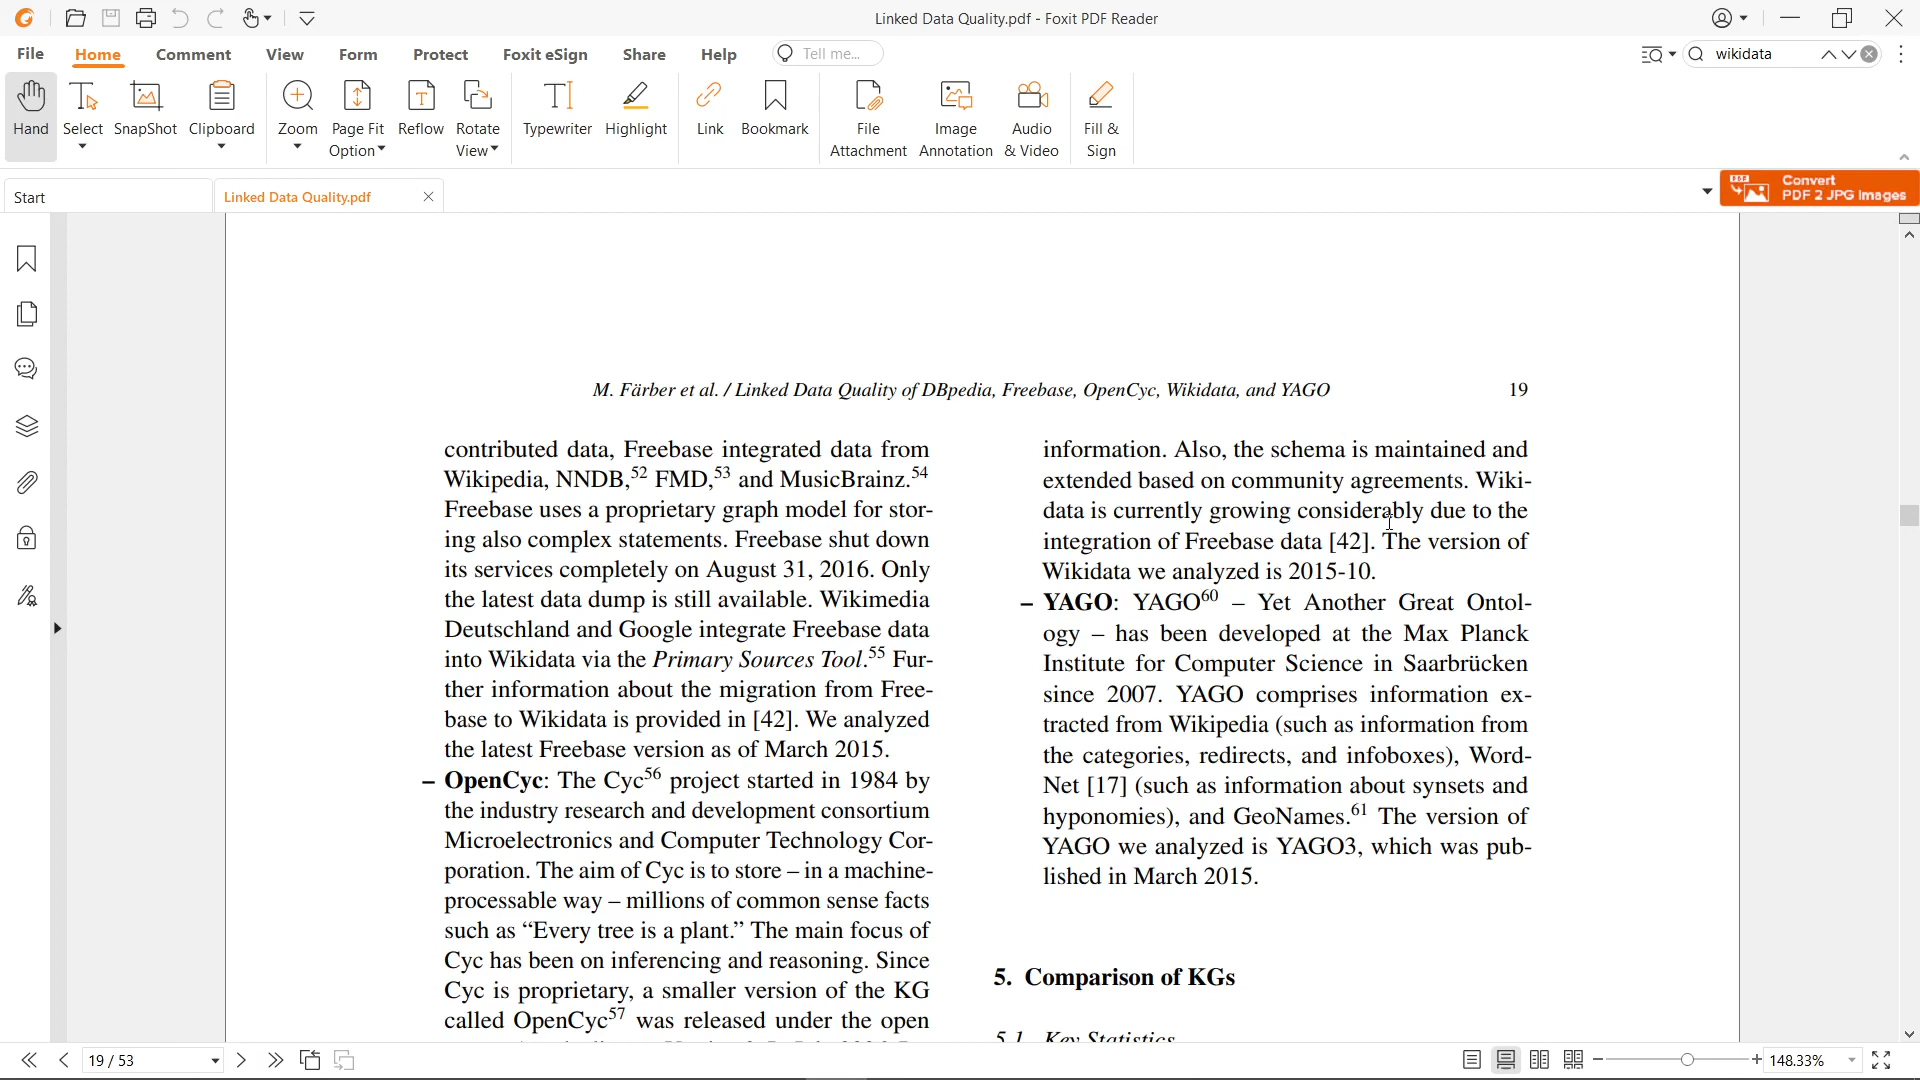 Linked Data Quality.pdf - Foxit PDF Reader
File Home Comment View Form Protect Foxit eSign Share Help Tell me... wikidata
Hand Select SnapShot Clipboard Zoom Page Fit Option Reflow Rotate View Typewriter Highlight Link Bookmark File Attachment Image Annotation Audio & Video Fill & Sign
Start Linked Data Quality.pdf
PDF Convert
PDF 2 JPG Images
M. Färber et al. / Linked Data Quality of DBpedia, Freebase, OpenCyc, Wikidata, and YAGO 19
contributed data, Freebase integrated data from
Wikipedia, NNDB,52 FMD,53 and MusicBrainz.54
Freebase uses a proprietary graph model for stor-
ing also complex statements. Freebase shut down
its services completely on August 31, 2016. Only
the latest data dump is still available. Wikimedia
Deutschland and Google integrate Freebase data
into Wikidata via the Primary Sources Tool.55 Fur-
ther information about the migration from Free-
base to Wikidata is provided in [42]. We analyzed
the latest Freebase version as of March 2015.
– OpenCyc: The Cyc56 project started in 1984 by
the industry research and development consortium
Microelectronics and Computer Technology Cor-
poration. The aim of Cyc is to store – in a machine-
processable way – millions of common sense facts
such as “Every tree is a plant.” The main focus of
Cyc has been on inferencing and reasoning. Since
Cyc is proprietary, a smaller version of the KG
called OpenCyc57 was released under the open
information. Also, the schema is maintained and
extended based on community agreements. Wiki-
data is currently growing considerably due to the
integration of Freebase data [42]. The version of
Wikidata we analyzed is 2015-10.
– YAGO: YAGO60 – Yet Another Great Ontol-
ogy – has been developed at the Max Planck
Institute for Computer Science in Saarbrücken
since 2007. YAGO comprises information ex-
tracted from Wikipedia (such as information from
the categories, redirects, and infoboxes), Word-
Net [17] (such as information about synsets and
hyponomies), and GeoNames.61 The version of
YAGO we analyzed is YAGO3, which was pub-
lished in March 2015.
5. Comparison of KGs
5.1 Key Statistics
19 / 53
148.33%